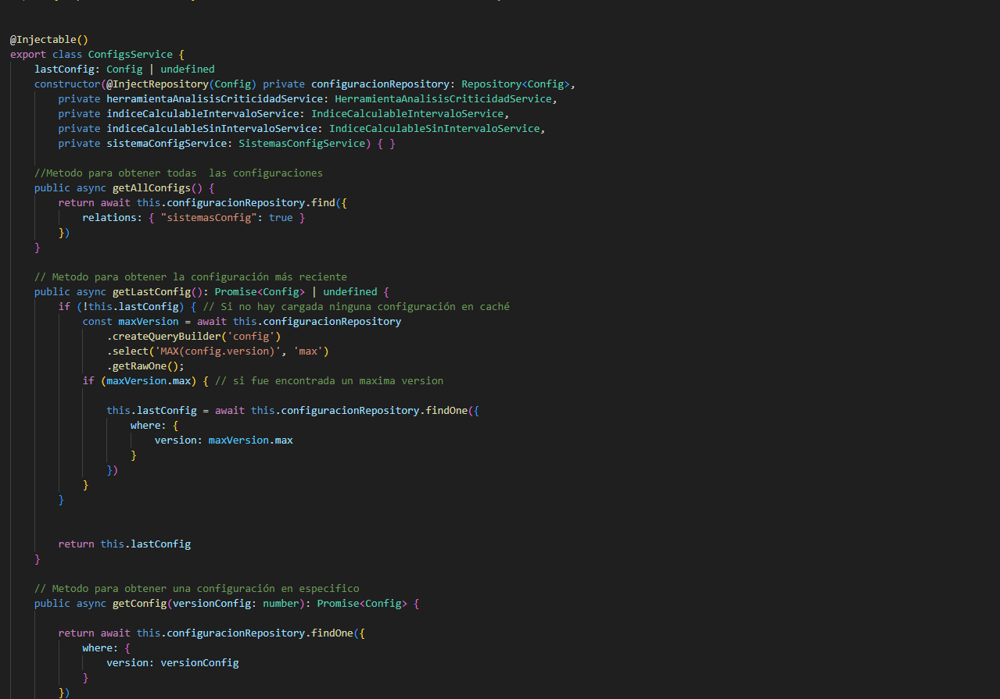 @Injectable()
export class ConfigsService {
    lastConfig: Config | undefined
    constructor(@InjectRepository(Config) private configuracionRepository: Repository<Config>,
        private herramientaAnalisisCriticidadService: HerramientaAnalisisCriticidadService,
        private indiceCalculableIntervaloService: IndiceCalculableIntervaloService,
        private indiceCalculableSinIntervaloService: IndiceCalculableSinIntervaloService,
        private sistemaConfigService: SistemasConfigService) { }

    //Metodo para obtener todas  las configuraciones
    public async getAllConfigs() {
        return await this.configuracionRepository.find({
            relations: { "sistemasConfig": true }
        })
    }

    // Metodo para obtener la configuración más reciente
    public async getLastConfig(): Promise<Config> | undefined {
        if (!this.lastConfig) { // Si no hay cargada ninguna configuración en caché
            const maxVersion = await this.configuracionRepository
                .createQueryBuilder('config')
                .select('MAX(config.version)', 'max')
                .getRawOne();
            if (maxVersion.max) { // si fue encontrada un maxima version

                this.lastConfig = await this.configuracionRepository.findOne({
                    where: {
                        version: maxVersion.max
                    }
                })
            }
        }


        return this.lastConfig
    }

    // Metodo para obtener una configuración en especifico
    public async getConfig(versionConfig: number): Promise<Config> {

        return await this.configuracionRepository.findOne({
            where: {
                version: versionConfig
            }
        })